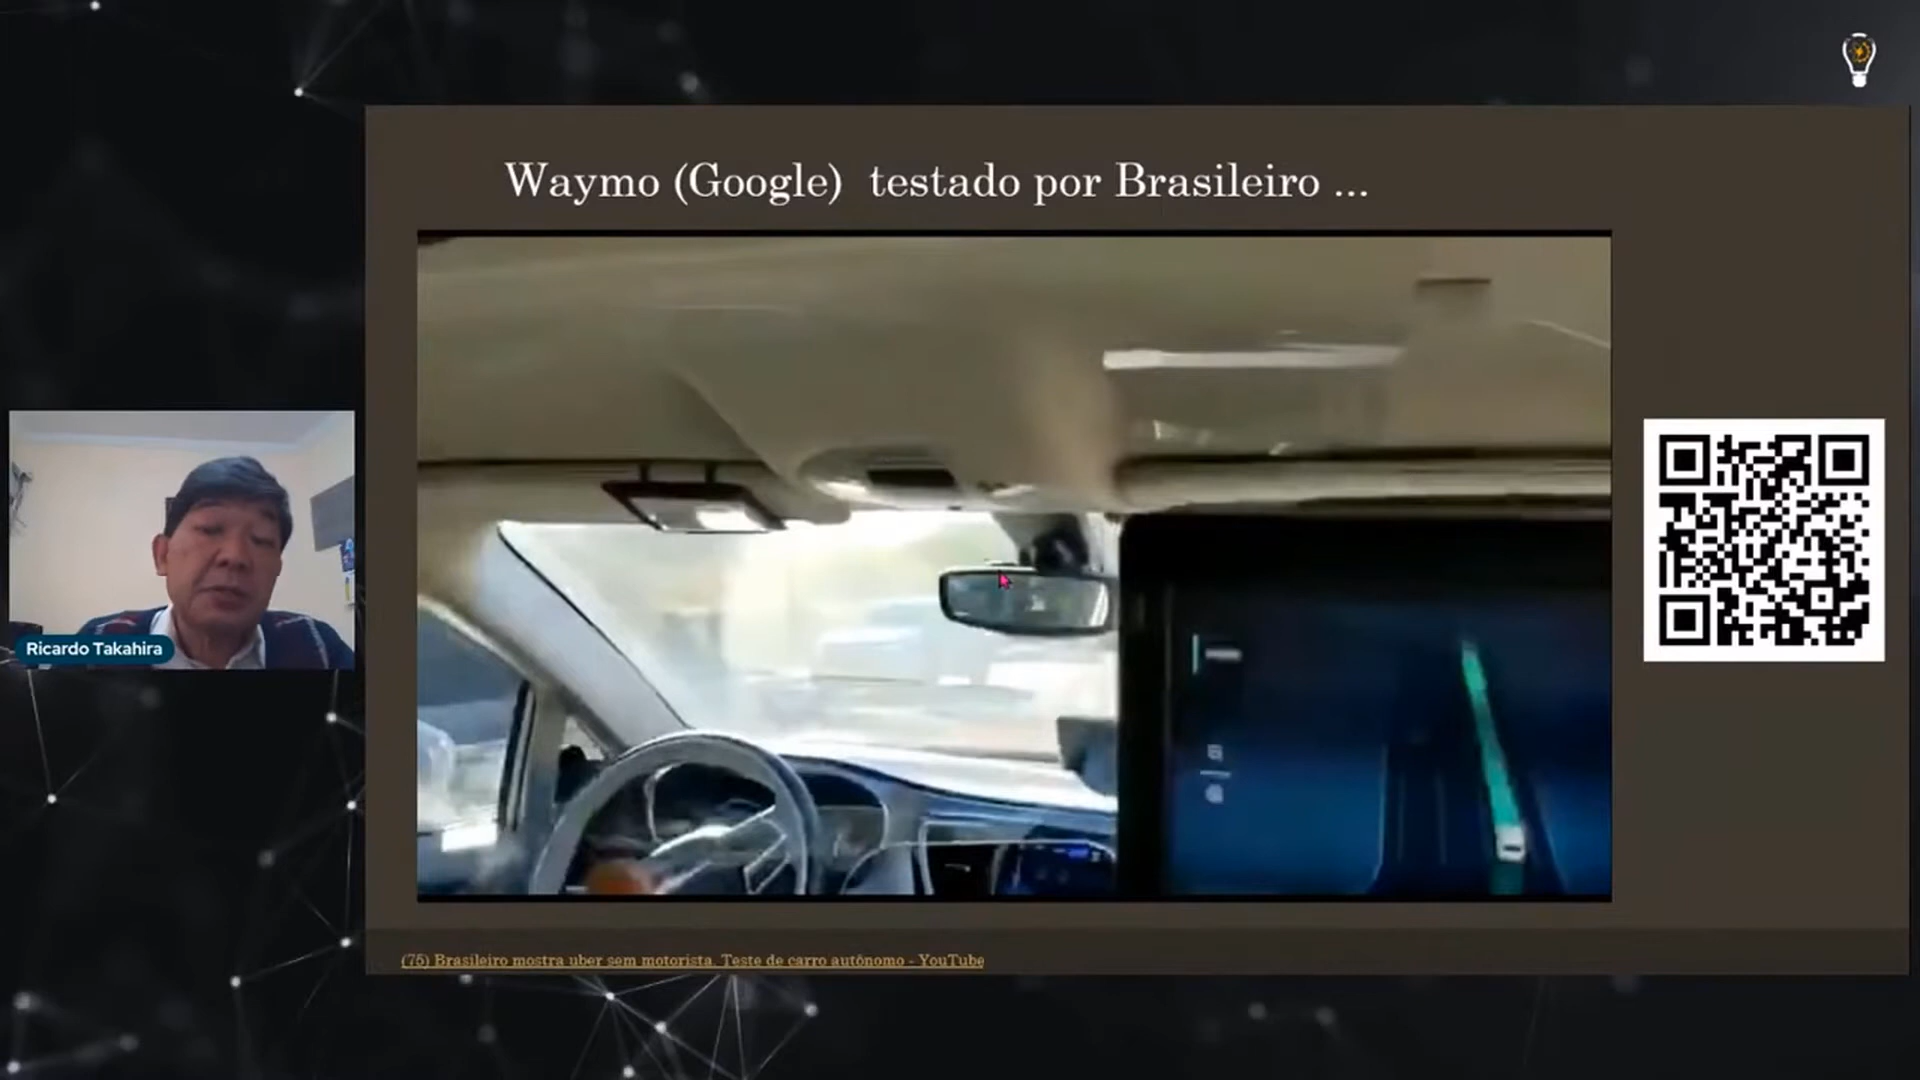 Waymo (Google) testado por Brasileiro ...
Ricardo Takahira
(75) Brasileiro mostra uber sem motorista. Teste de carro autônomo - YouTube